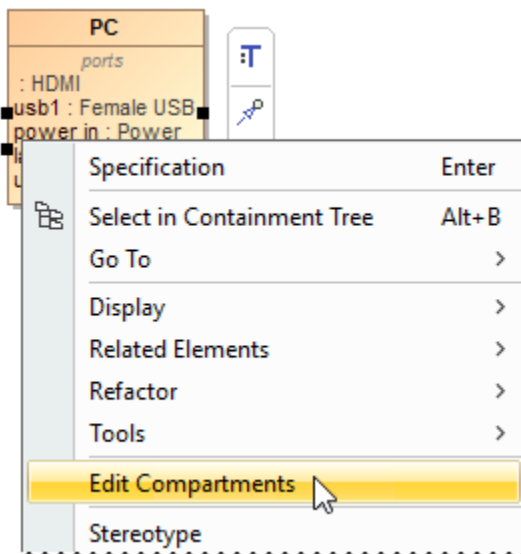 PC
ports
: HDMI
usb1 : Female USB
power in : Power
Specification Enter
Select in Containment Tree Alt+B
Go To
Display
Related Elements
Refactor
Tools
Edit Compartments
Stereotype